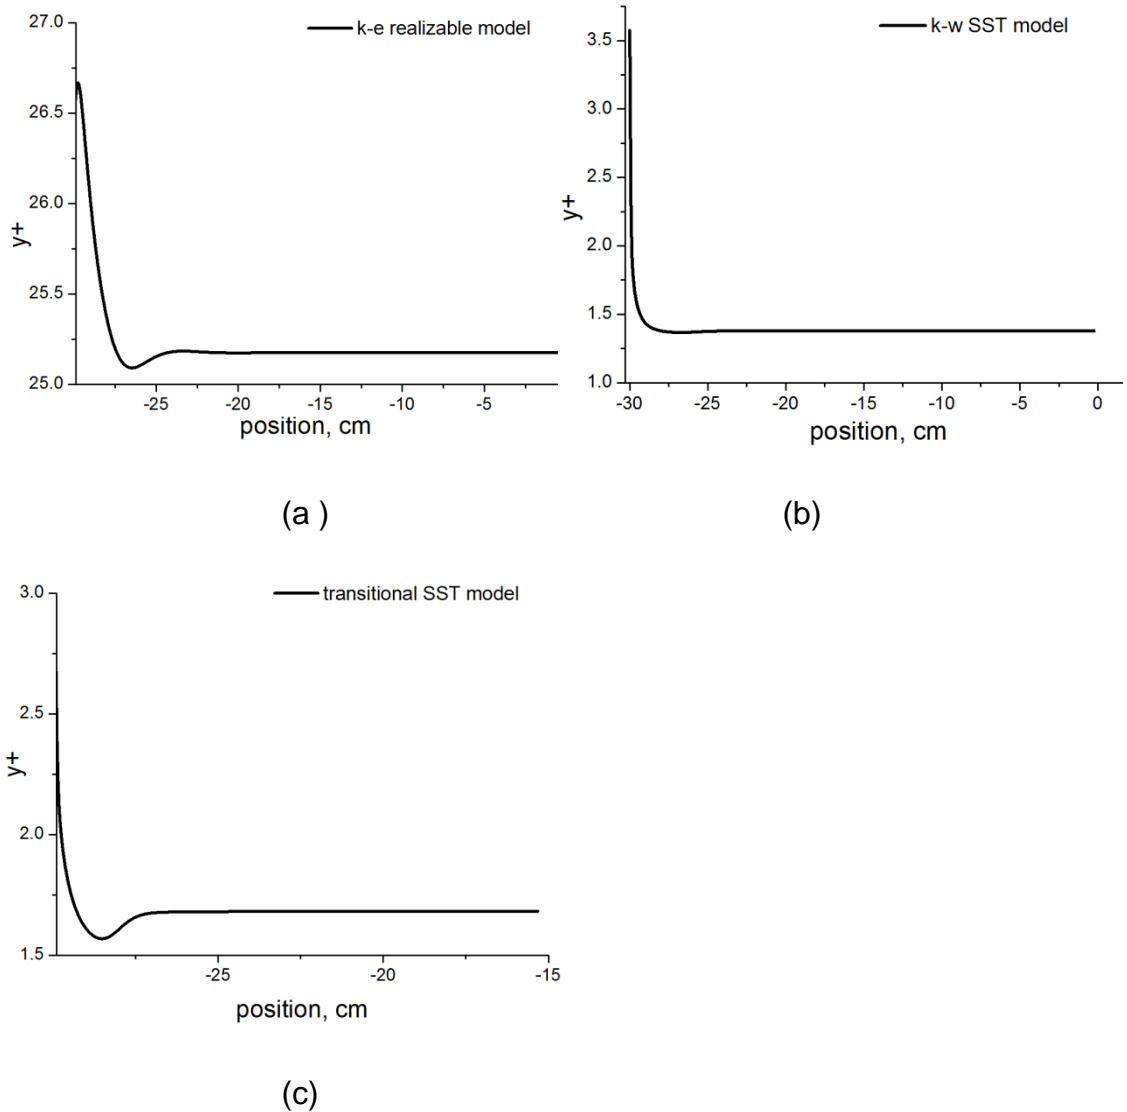 27.0
26.5
26.0
25.5
25.0
y+
k-e realizable model
-25 -20 -15 -10 -5
position, cm
(a )
3.5
3.0
2.5
2.0
1.5
1.0
y+
k-w SST model
-30 -25 -20 -15 -10 -5 0
position, cm
(b)
3.0
2.5
2.0
1.5
y+
transitional SST model
-25 -20 -15
position, cm
(c)